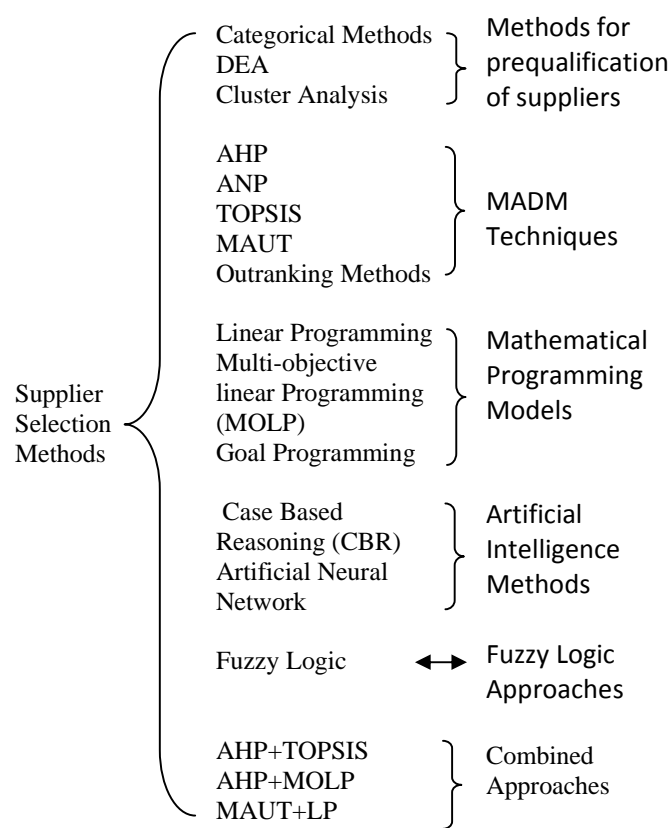 Supplier
Selection
Methods
Categorical Methods
DEA
Cluster Analysis
Methods for
prequalification
of suppliers
AHP
ANP
TOPSIS
MAUT
Outranking Methods
MADM
Techniques
Linear Programming
Multi-objective
linear Programming
(MOLP)
Goal Programming
Mathematical
Programming
Models
Case Based
Reasoning (CBR)
Artificial Neural
Network
Artificial
Intelligence
Methods
Fuzzy Logic
Fuzzy Logic
Approaches
AHP+TOPSIS
AHP+MOLP
MAUT+LP
Combined
Approaches